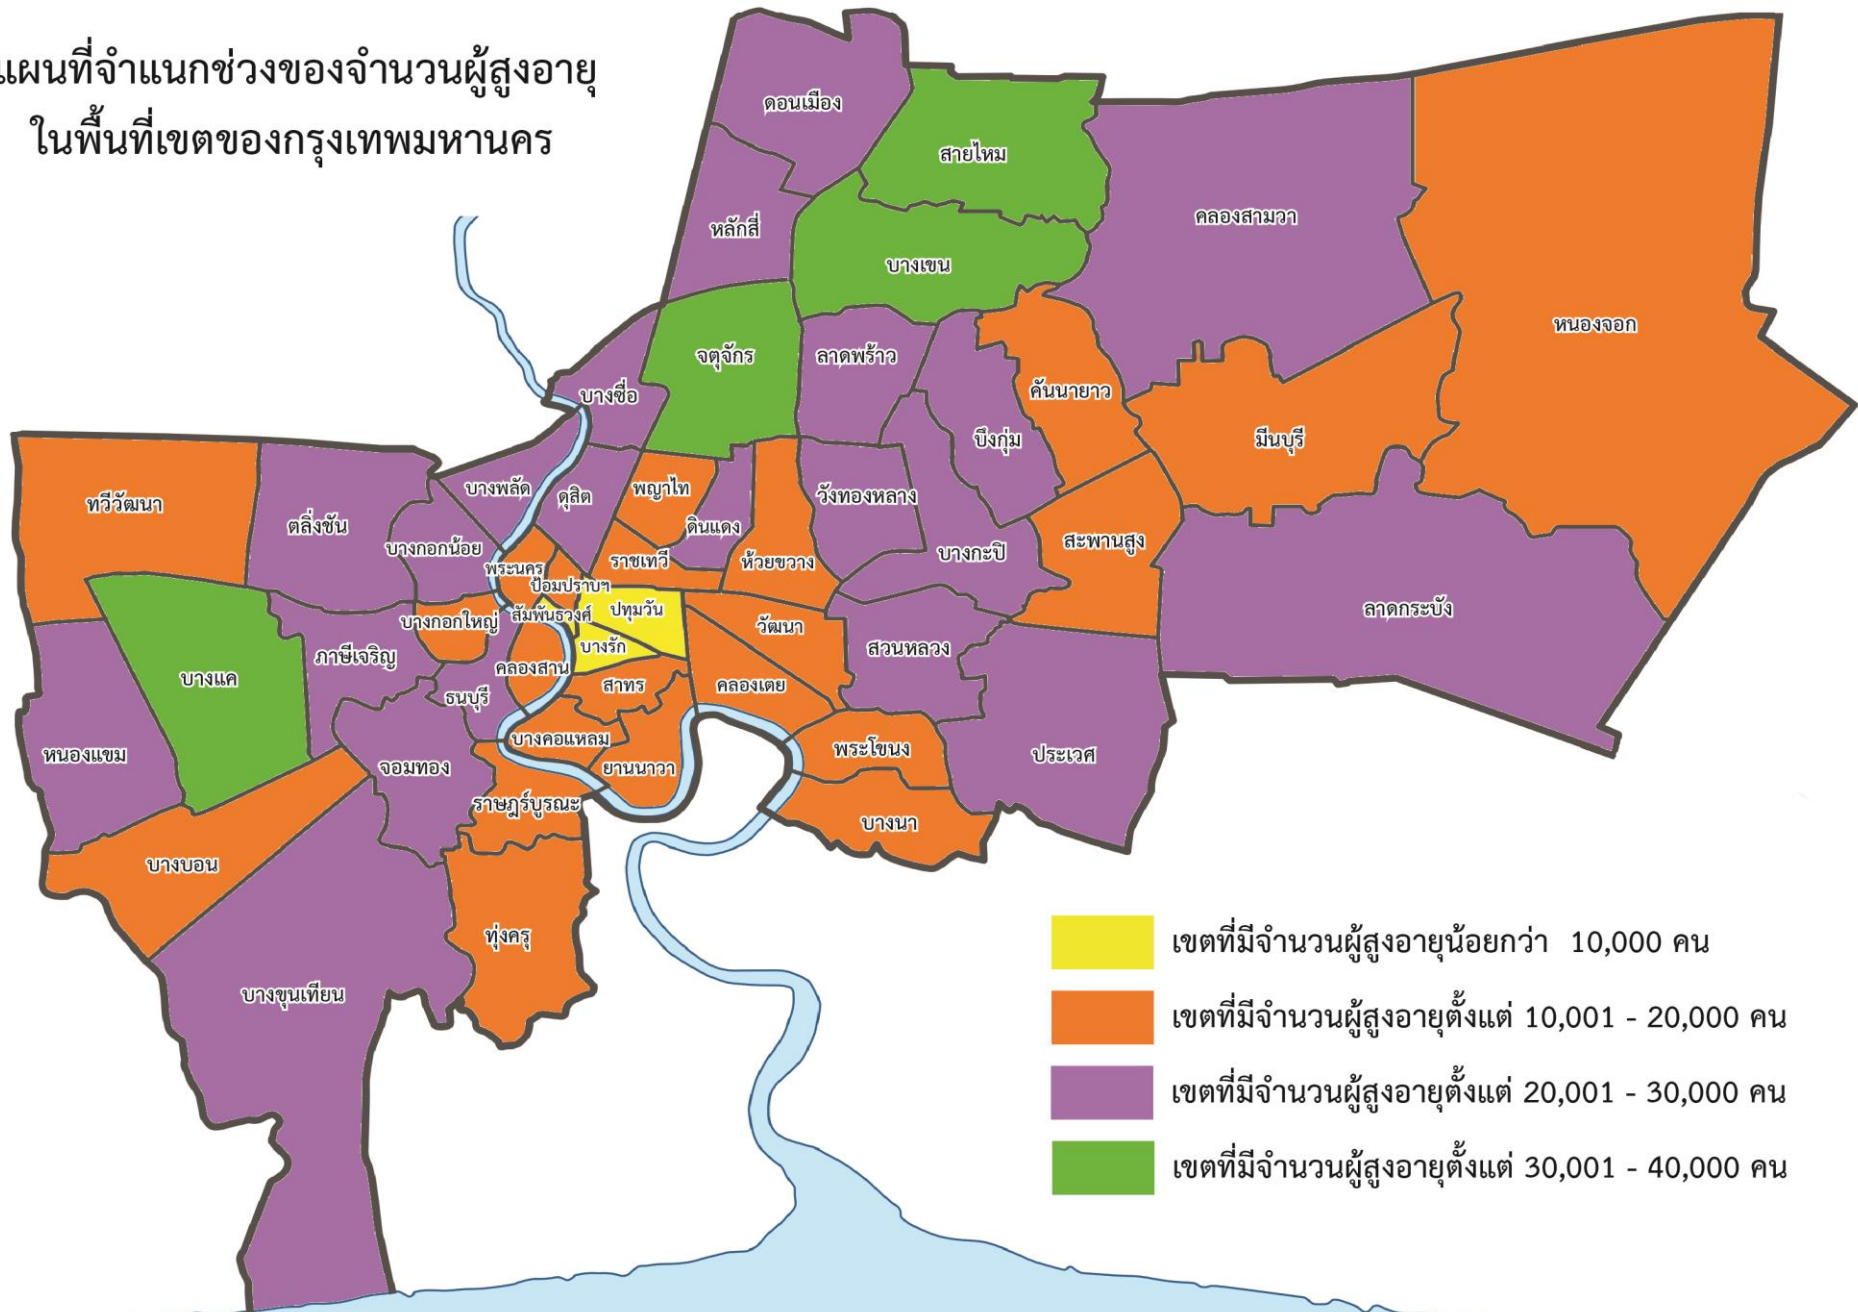 แผนที่จำแนกช่วงของจำนวนผู้สูงอายุ
ในพื้นที่เขตของกรุงเทพมหานคร
ดอนเมือง
สายไหม
คลองสามวา
หลักสี่
บางเขน
หนองจอก
จตุจักร
ลาดพร้าว
คันนายาว
บางซื่อ
บึงกุ่ม
มีนบุรี
บางพลัด
ดุสิต
พญาไท
วังทองหลาง
ทวีวัฒนา
ตลิ่งชัน
ดินแดง
บางกอกน้อย
บางกะปิ
สะพานสูง
พระนคร
ราชเทวี
ห้วยขวาง
ป้อมปราบฯ
ปทุมวัน
ลาดกระบัง
บางกอกใหญ่
สัมพันธวงศ์
วัฒนา
บางรัก
สวนหลวง
ภาษีเจริญ
คลองสาน
บางแค
สาทร
คลองเตย
ธนบุรี
หนองแขม
จอมทอง
บางคอแหลม
พระโขนง
ประเวศ
ยานนาวา
ราษฎร์บูรณะ
บางนา
บางบอน
ทุ่งครุ
บางขุนเทียน
เขตที่มีจำนวนผู้สูงอายุน้อยกว่า 10,000 คน
เขตที่มีจำนวนผู้สูงอายุตั้งแต่ 10,001 - 20,000 คน
เขตที่มีจำนวนผู้สูงอายุตั้งแต่ 20,001 - 30,000 คน
เขตที่มีจำนวนผู้สูงอายุตั้งแต่ 30,001 - 40,000 คน